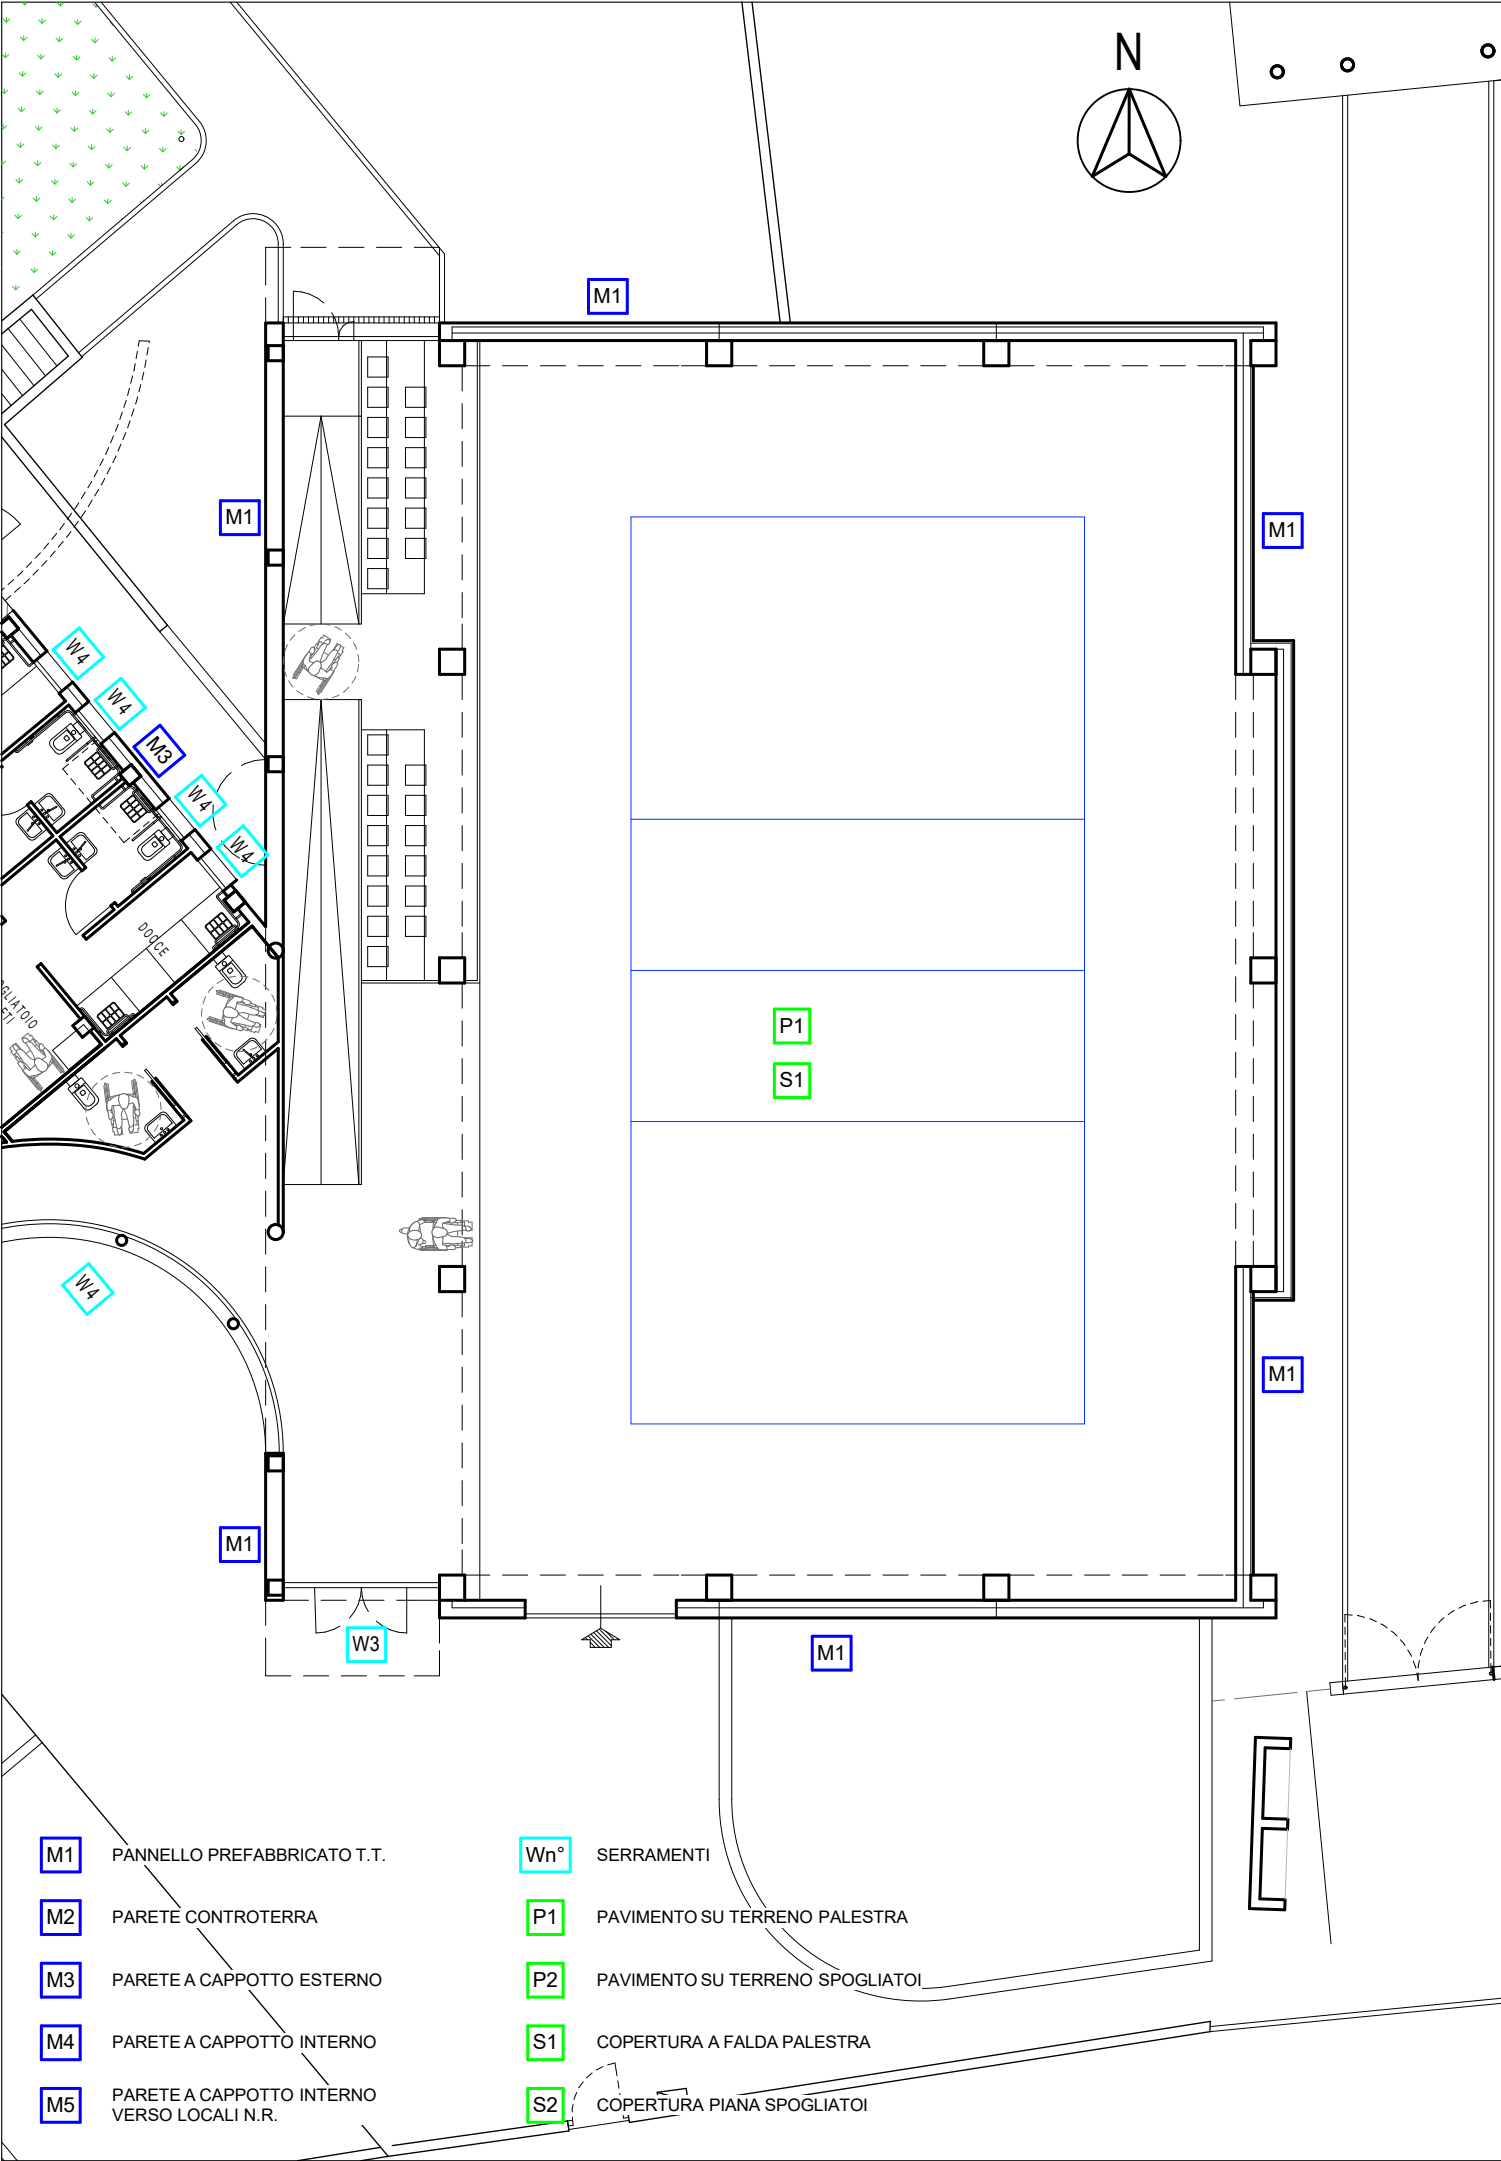 N
M1
M1
M1
W4
W4
M3
W4
W4
DOCCE
P1
S1
W4
M1
M1
W3
M1
M1 PANNELLO PREFABBRICATO T.T.
Wn° SERRAMENTI
M2 PARETE CONTROTERRA
P1 PAVIMENTO SU TERRENO PALESTRA
M3 PARETE A CAPPOTTO ESTERNO
P2 PAVIMENTO SU TERRENO SPOGLIATOI
M4 PARETE A CAPPOTTO INTERNO
S1 COPERTURA A FALDA PALESTRA
M5 PARETE A CAPPOTTO INTERNO
VERSO LOCALI N.R.
S2 COPERTURA PIANA SPOGLIATOI